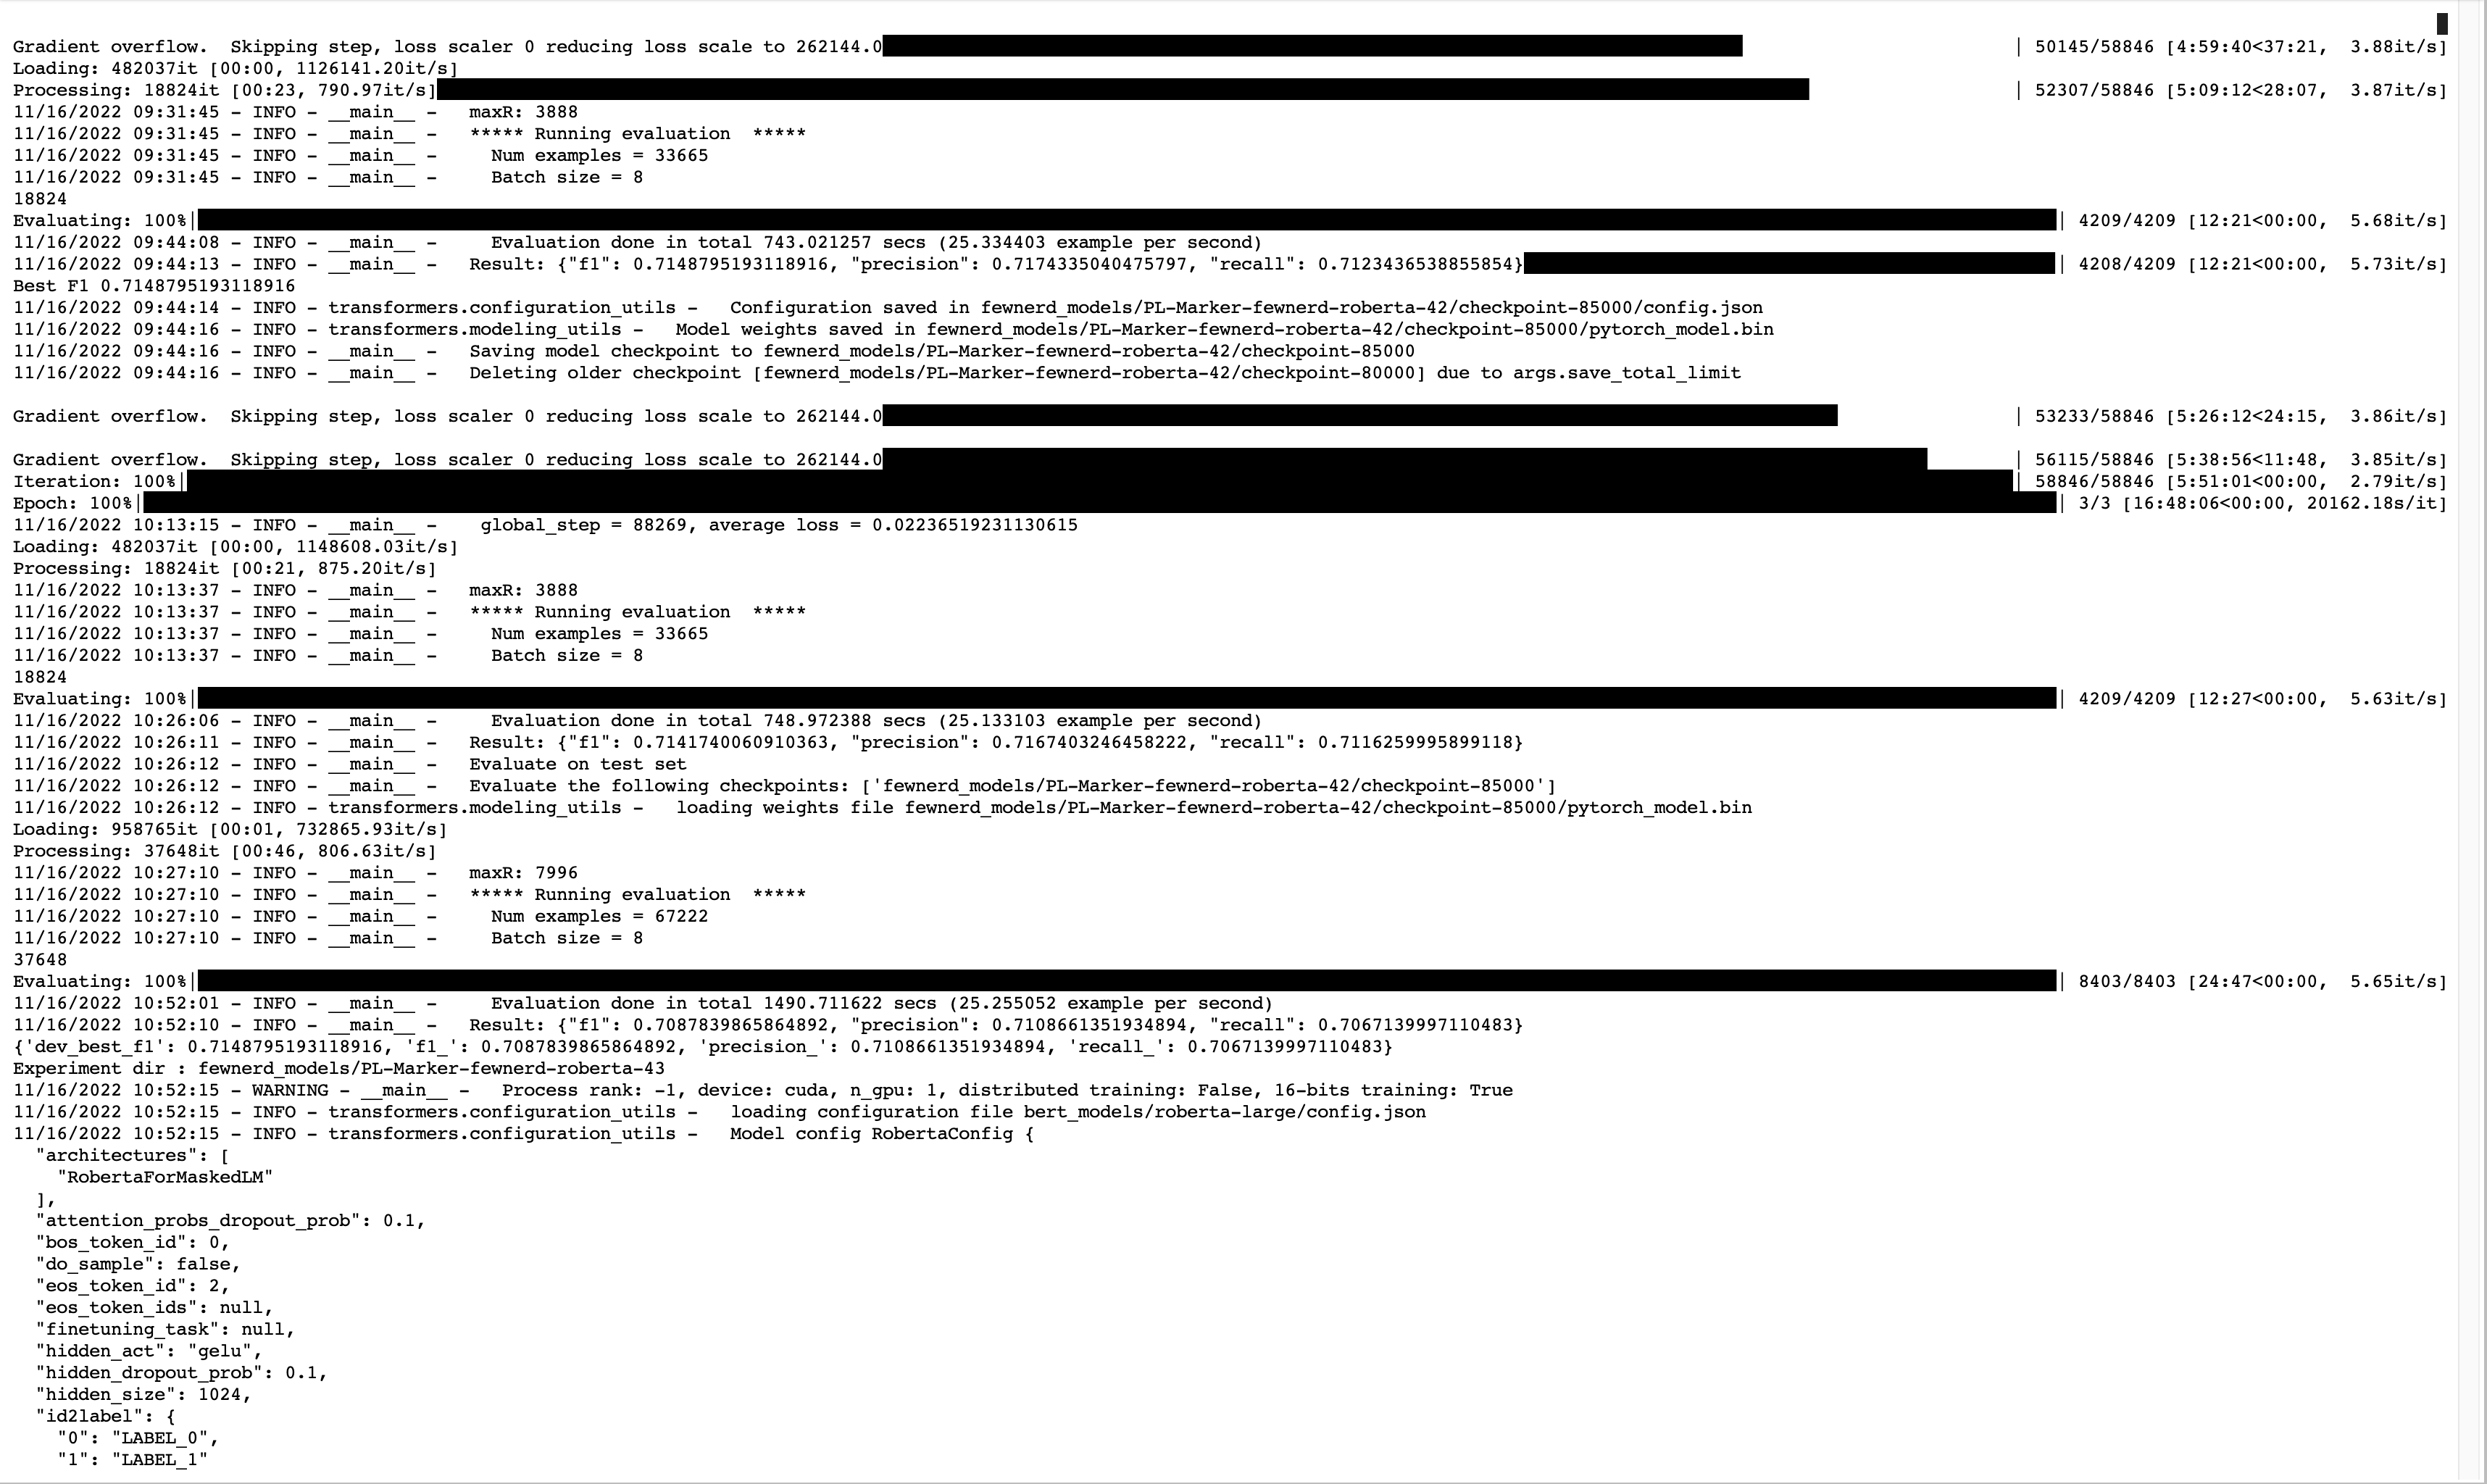 Gradient overflow.  Skipping step, loss scaler 0 reducing loss scale to 262144.0 | 50145/58846 [4:59:40<37:21,  3.88it/s]
Loading: 482037it [00:00, 1126141.20it/s]
Processing: 18824it [00:23, 790.97it/s] | 52307/58846 [5:09:12<28:07,  3.87it/s]
11/16/2022 09:31:45 - INFO - __main__ -   maxR: 3888
11/16/2022 09:31:45 - INFO - __main__ -   ***** Running evaluation  *****
11/16/2022 09:31:45 - INFO - __main__ -     Num examples = 33665
11/16/2022 09:31:45 - INFO - __main__ -     Batch size = 8
18824
Evaluating: 100%| | 4209/4209 [12:21<00:00,  5.68it/s]
11/16/2022 09:44:08 - INFO - __main__ -     Evaluation done in total 743.021257 secs (25.334403 example per second)
11/16/2022 09:44:13 - INFO - __main__ -   Result: {"f1": 0.7148795193118916, "precision": 0.7174335040475797, "recall": 0.7123436538855854} | 4208/4209 [12:21<00:00,  5.73it/s]
Best F1 0.7148795193118916
11/16/2022 09:44:14 - INFO - transformers.configuration_utils -   Configuration saved in fewnerd_models/PL-Marker-fewnerd-roberta-42/checkpoint-85000/config.json
11/16/2022 09:44:16 - INFO - transformers.modeling_utils -   Model weights saved in fewnerd_models/PL-Marker-fewnerd-roberta-42/checkpoint-85000/pytorch_model.bin
11/16/2022 09:44:16 - INFO - __main__ -   Saving model checkpoint to fewnerd_models/PL-Marker-fewnerd-roberta-42/checkpoint-85000
11/16/2022 09:44:16 - INFO - __main__ -   Deleting older checkpoint [fewnerd_models/PL-Marker-fewnerd-roberta-42/checkpoint-80000] due to args.save_total_limit
Gradient overflow.  Skipping step, loss scaler 0 reducing loss scale to 262144.0 | 53233/58846 [5:26:12<24:15,  3.86it/s]
Gradient overflow.  Skipping step, loss scaler 0 reducing loss scale to 262144.0 | 56115/58846 [5:38:56<11:48,  3.85it/s]
Iteration: 100%| | 58846/58846 [5:51:01<00:00,  2.79it/s]
Epoch: 100%| | 3/3 [16:48:06<00:00, 20162.18s/it]
11/16/2022 10:13:15 - INFO - __main__ -    global_step = 88269, average loss = 0.02236519231130615
Loading: 482037it [00:00, 1148608.03it/s]
Processing: 18824it [00:21, 875.20it/s]
11/16/2022 10:13:37 - INFO - __main__ -   maxR: 3888
11/16/2022 10:13:37 - INFO - __main__ -   ***** Running evaluation  *****
11/16/2022 10:13:37 - INFO - __main__ -     Num examples = 33665
11/16/2022 10:13:37 - INFO - __main__ -     Batch size = 8
18824
Evaluating: 100%| | 4209/4209 [12:27<00:00,  5.63it/s]
11/16/2022 10:26:06 - INFO - __main__ -     Evaluation done in total 748.972388 secs (25.133103 example per second)
11/16/2022 10:26:11 - INFO - __main__ -   Result: {"f1": 0.7141740060910363, "precision": 0.7167403246458222, "recall": 0.7116259995899118}
11/16/2022 10:26:12 - INFO - __main__ -   Evaluate on test set
11/16/2022 10:26:12 - INFO - __main__ -   Evaluate the following checkpoints: ['fewnerd_models/PL-Marker-fewnerd-roberta-42/checkpoint-85000']
11/16/2022 10:26:12 - INFO - transformers.modeling_utils -   loading weights file fewnerd_models/PL-Marker-fewnerd-roberta-42/checkpoint-85000/pytorch_model.bin
Loading: 958765it [00:01, 732865.93it/s]
Processing: 37648it [00:46, 806.63it/s]
11/16/2022 10:27:10 - INFO - __main__ -   maxR: 7996
11/16/2022 10:27:10 - INFO - __main__ -   ***** Running evaluation  *****
11/16/2022 10:27:10 - INFO - __main__ -     Num examples = 67222
11/16/2022 10:27:10 - INFO - __main__ -     Batch size = 8
37648
Evaluating: 100%| | 8403/8403 [24:47<00:00,  5.65it/s]
11/16/2022 10:52:01 - INFO - __main__ -     Evaluation done in total 1490.711622 secs (25.255052 example per second)
11/16/2022 10:52:10 - INFO - __main__ -   Result: {"f1": 0.7087839865864892, "precision": 0.7108661351934894, "recall": 0.7067139997110483}
{'dev_best_f1': 0.7148795193118916, 'f1_': 0.7087839865864892, 'precision_': 0.7108661351934894, 'recall_': 0.7067139997110483}
Experiment dir : fewnerd_models/PL-Marker-fewnerd-roberta-43
11/16/2022 10:52:15 - WARNING - __main__ -   Process rank: -1, device: cuda, n_gpu: 1, distributed training: False, 16-bits training: True
11/16/2022 10:52:15 - INFO - transformers.configuration_utils -   loading configuration file bert_models/roberta-large/config.json
11/16/2022 10:52:15 - INFO - transformers.configuration_utils -   Model config RobertaConfig {
  "architectures": [
    "RobertaForMaskedLM"
  ],
  "attention_probs_dropout_prob": 0.1,
  "bos_token_id": 0,
  "do_sample": false,
  "eos_token_id": 2,
  "eos_token_ids": null,
  "finetuning_task": null,
  "hidden_act": "gelu",
  "hidden_dropout_prob": 0.1,
  "hidden_size": 1024,
  "id2label": {
    "0": "LABEL_0",
    "1": "LABEL_1"